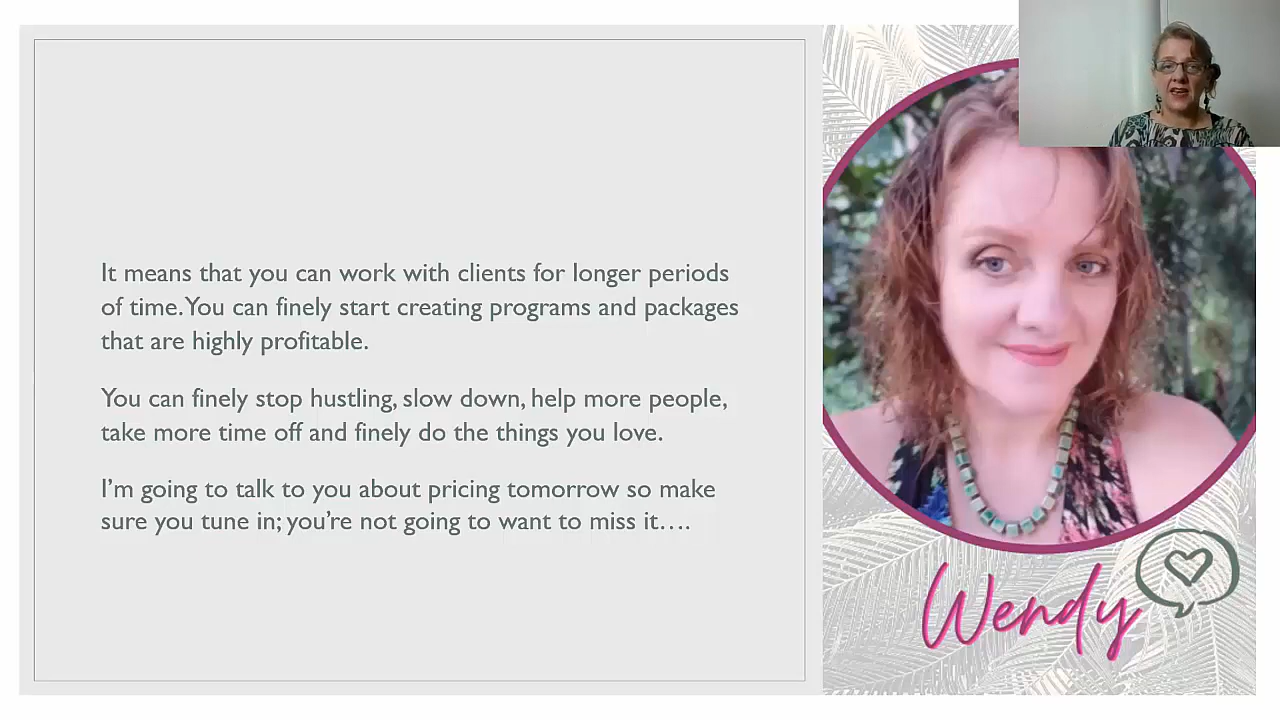 It means that you can work with clients for longer periods
of time. You can finely start creating programs and packages
that are highly profitable.
You can finely stop hustling, slow down, help more people,
take more time off and finely do the things you love.
I'm going to talk to you about pricing tomorrow so make
sure you tune in; you're not going to want to miss it….
Wendy